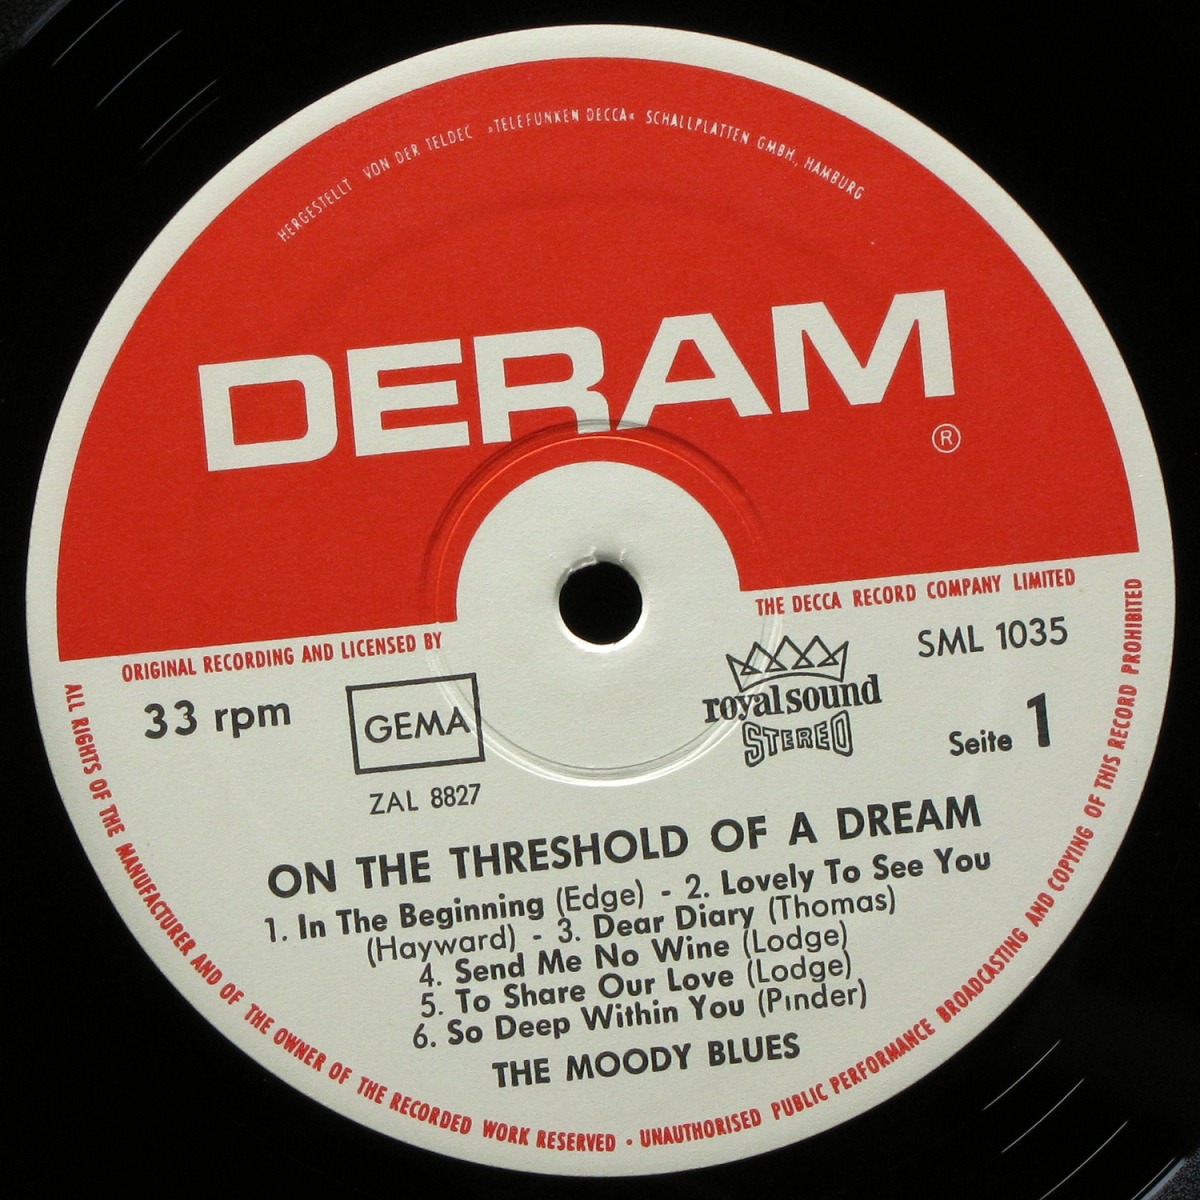 HERGESTELLT VON DER TELDEC »TELEFUNKEN DECCA« SCHALLPLATTEN GMBH., HAMBURG
DERAM
®
ORIGINAL RECORDING AND LICENSED BY THE DECCA RECORD COMPANY LIMITED
33 rpm
GEMA
ZAL 8827
royal sound
STEREO
SML 1035
Seite 1
ON THE THRESHOLD OF A DREAM
1. In The Beginning (Edge) - 2. Lovely To See You
(Hayward) - 3. Dear Diary (Thomas)
4. Send Me No Wine (Lodge)
5. To Share Our Love (Lodge)
6. So Deep Within You (Pinder)
THE MOODY BLUES
ALL RIGHTS OF THE MANUFACTURER AND OF THE OWNER OF THE RECORDED WORK RESERVED · UNAUTHORISED PUBLIC PERFORMANCE BROADCASTING AND COPYING OF THIS RECORD PROHIBITED